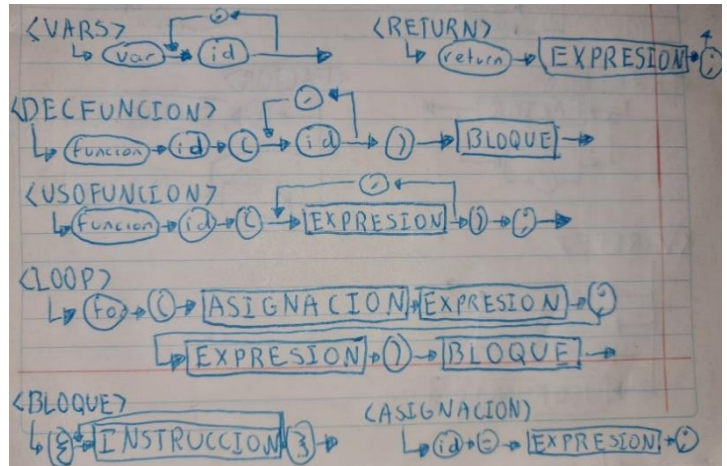 <VARS>
var id ,
<RETURN>
return EXPRESION ;
<DECFUNCION>
funcion id ( id , ) BLOQUE
<USOFUNCION>
funcion id ( EXPRESION , ) ;
<LOOP>
for ( ASIGNACION EXPRESION ;
EXPRESION ) BLOQUE
<BLOQUE>
{ INSTRUCCION }
<ASIGNACION>
id = EXPRESION ;